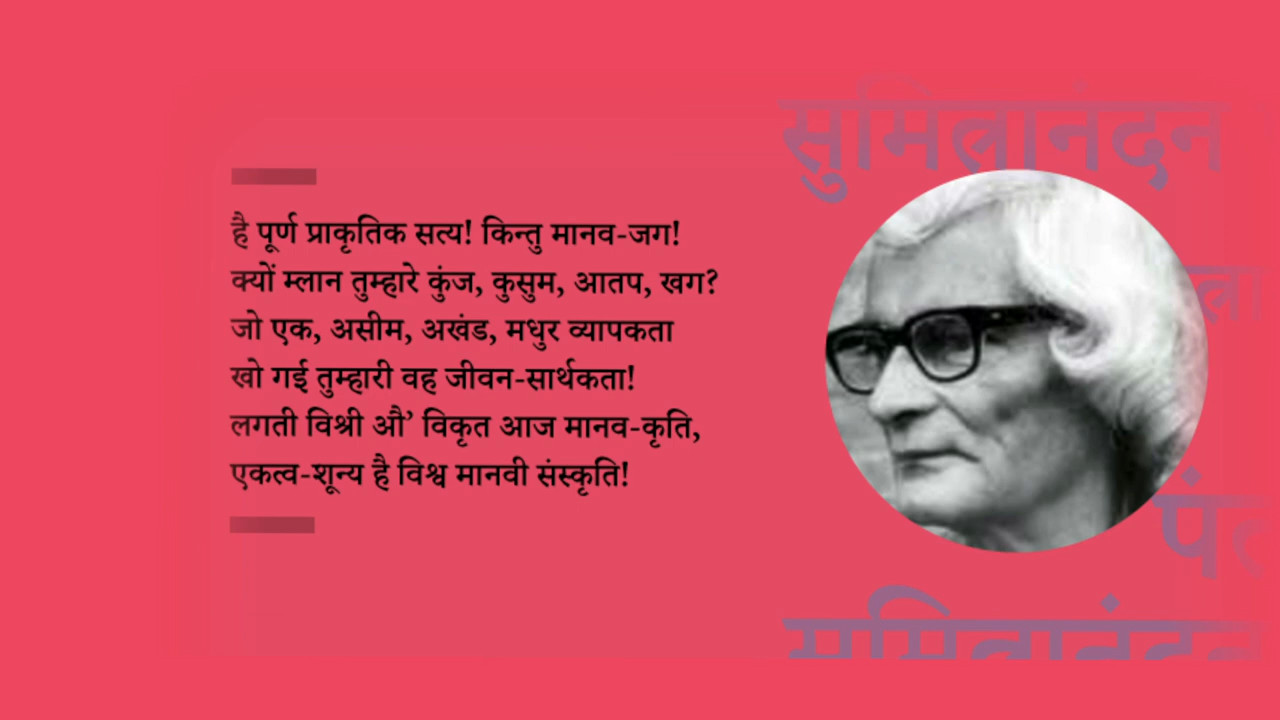 सुमित्रानंदन
है पूर्ण प्राकृतिक सत्य! किन्तु मानव-जग!
क्यों म्लान तुम्हारे कुंज, कुसुम, आतप, खग?
जो एक, असीम, अखंड, मधुर व्यापकता
खो गई तुम्हारी वह जीवन-सार्थकता!
लगती विश्री औ’ विकृत आज मानव-कृति,
एकत्व-शून्य है विश्व मानवी संस्कृति!
पंत
सुमित्रानंदन